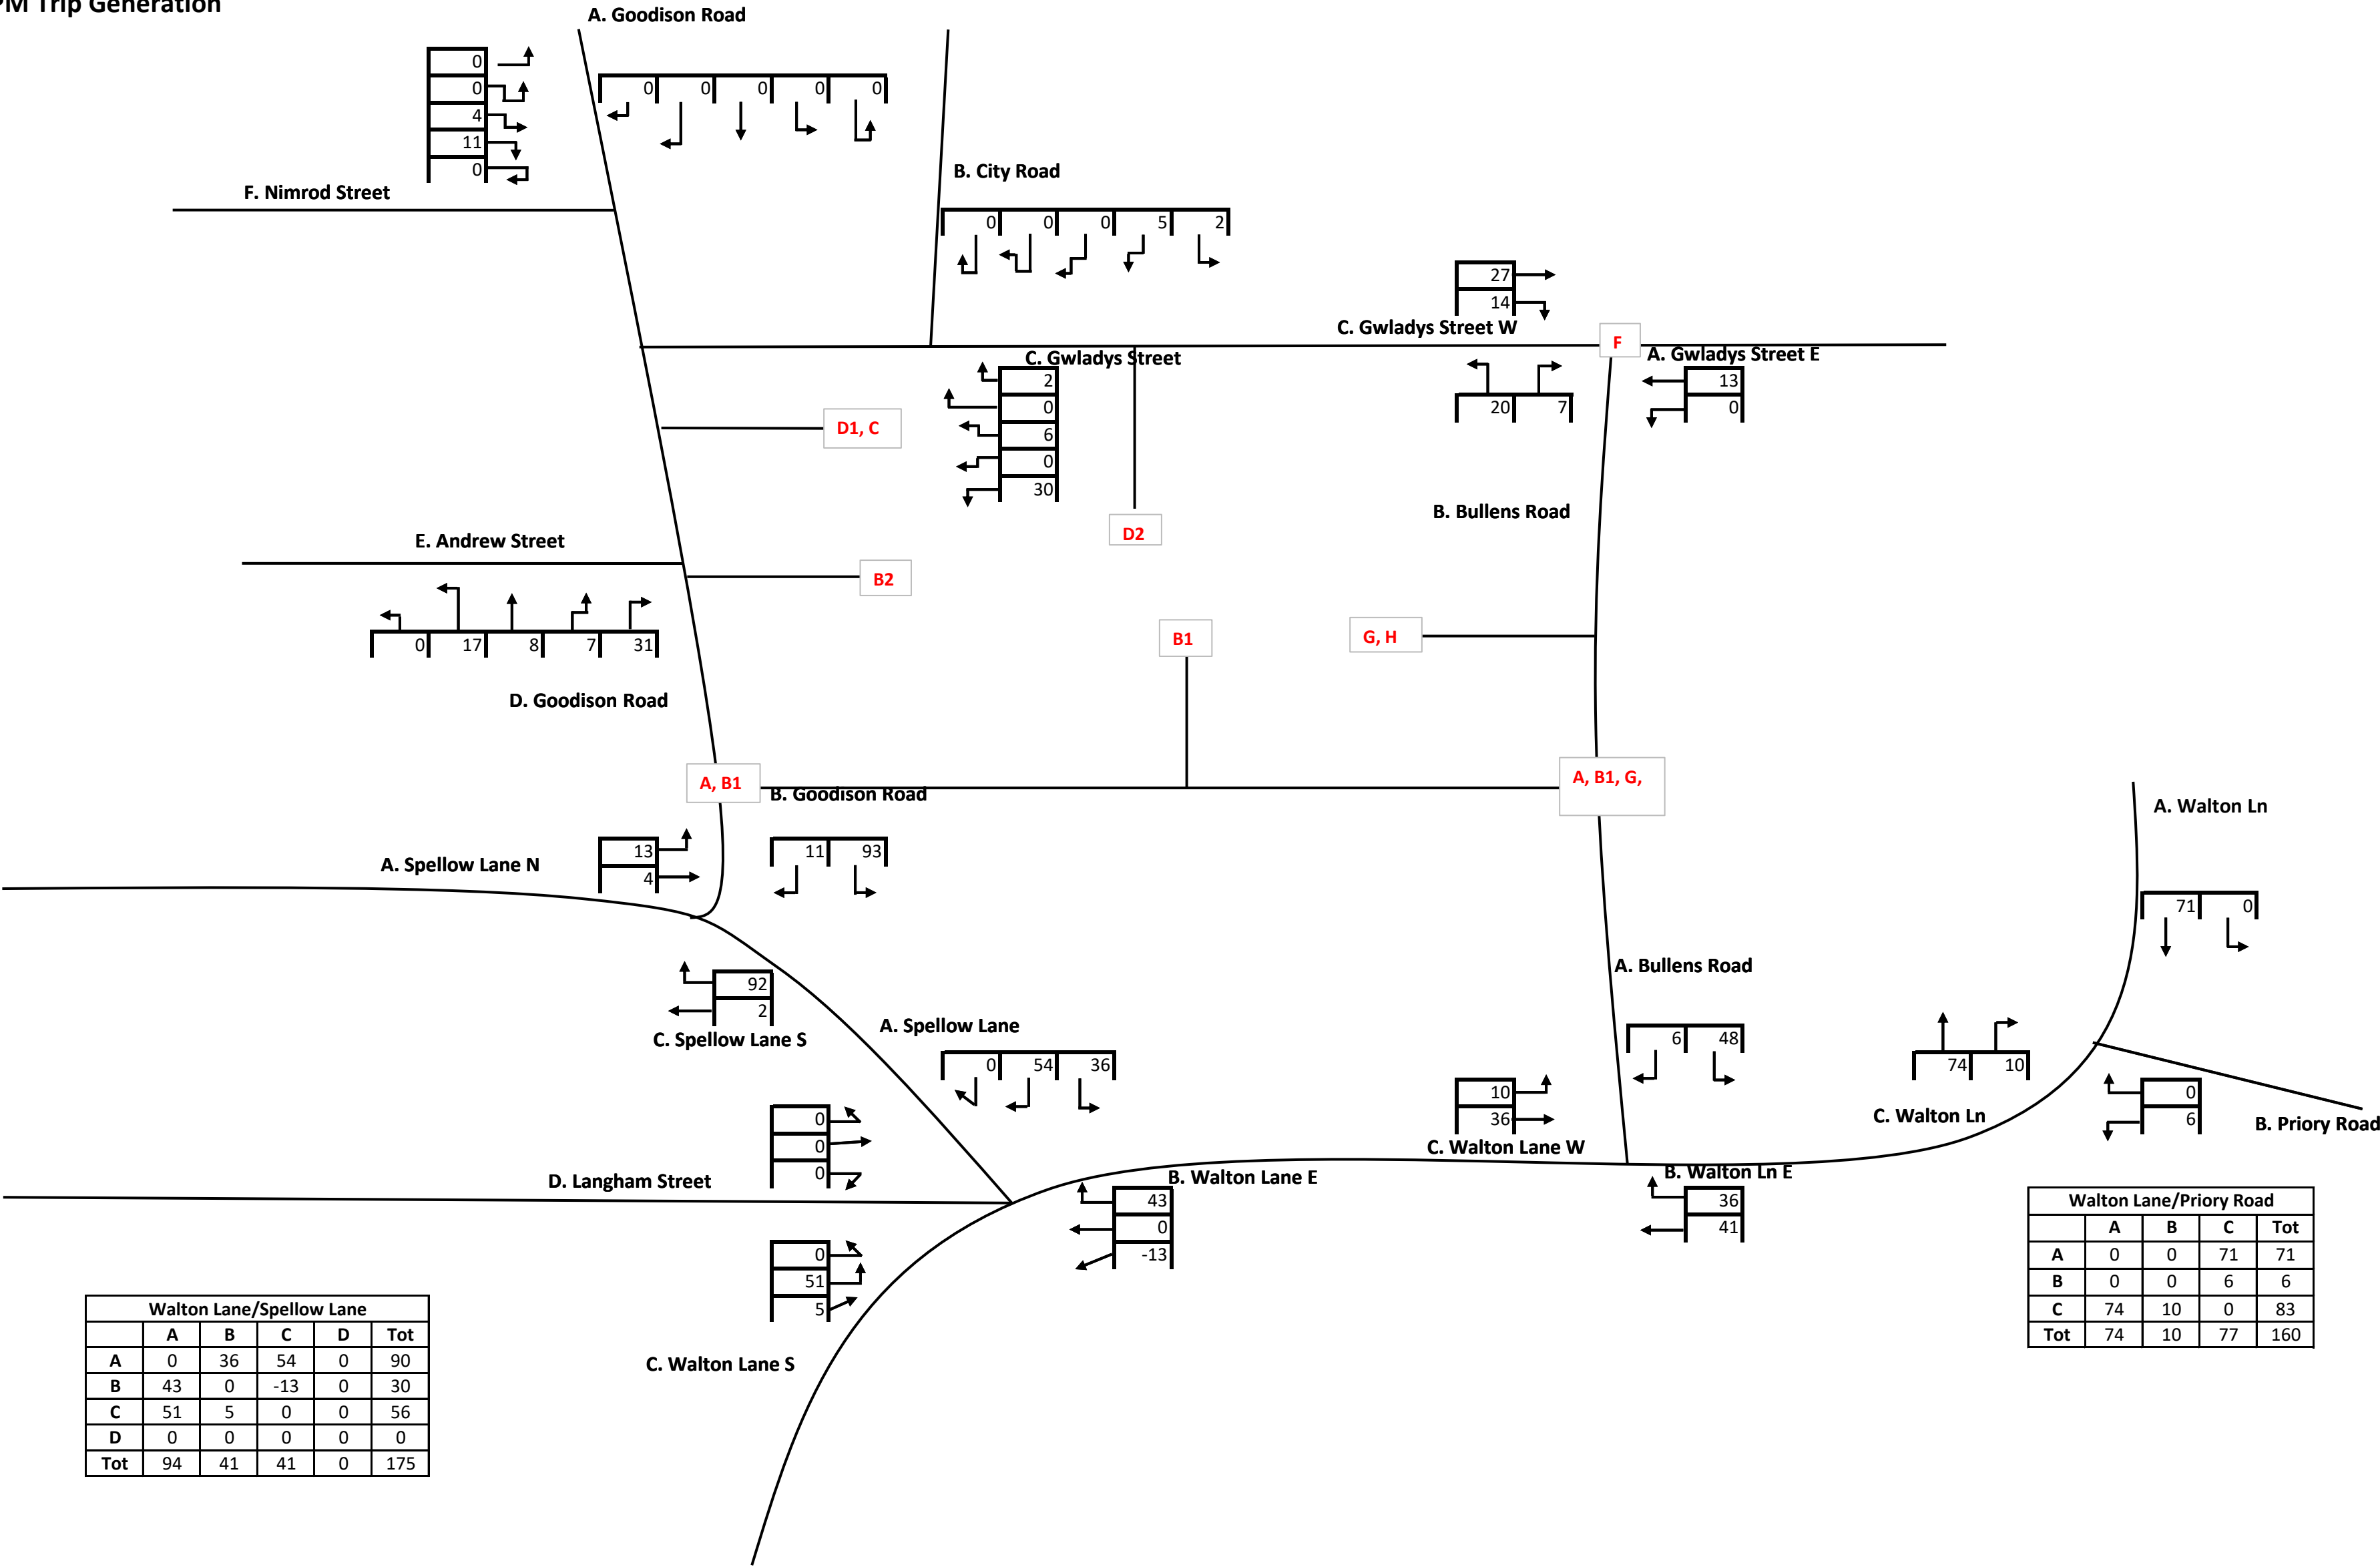 PM Trip Generation
A. Goodison Road
0
0
4
11
0
0 0 0 0 0
F. Nimrod Street
B. City Road
0 0 0 5 2
27
14
C. Gwladys Street W
F
A. Gwladys Street E
C. Gwladys Street
2
0
6
0
30
20 7
13
0
D1, C
B. Bullens Road
D2
E. Andrew Street
B2
0 17 8 7 31
B1
G, H
D. Goodison Road
A, B1
B. Goodison Road
A, B1, G,
A. Walton Ln
A. Spellow Lane N
13
4
11 93
71 0
A. Bullens Road
92
2
C. Spellow Lane S
A. Spellow Lane
0 54 36
6 48
74 10
10
36
C. Walton Lane W
C. Walton Ln
0
6
B. Priory Road
0
0
0
D. Langham Street
B. Walton Lane E
43
0
-13
B. Walton Ln E
36
41
0
51
5
C. Walton Lane S
Walton Lane/Priory Road
A B C Tot
A 0 0 71 71
B 0 0 6 6
C 74 10 0 83
Tot 74 10 77 160
Walton Lane/Spellow Lane
A B C D Tot
A 0 36 54 0 90
B 43 0 -13 0 30
C 51 5 0 0 56
D 0 0 0 0 0
Tot 94 41 41 0 175